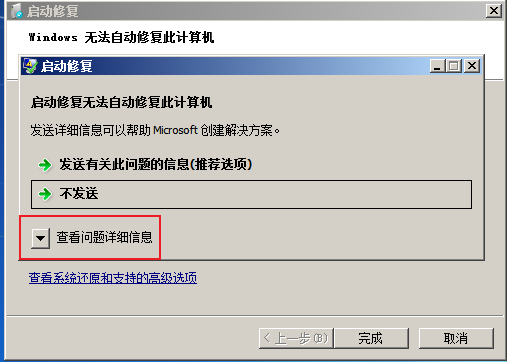 启动修复
Windows 无法自动修复此计算机
启动修复
启动修复无法自动修复此计算机
发送详细信息可以帮助 Microsoft 创建解决方案。
发送有关此问题的信息(推荐选项)
不发送
查看问题详细信息
查看系统还原和支持的高级选项
< 上一步(B)
完成
取消